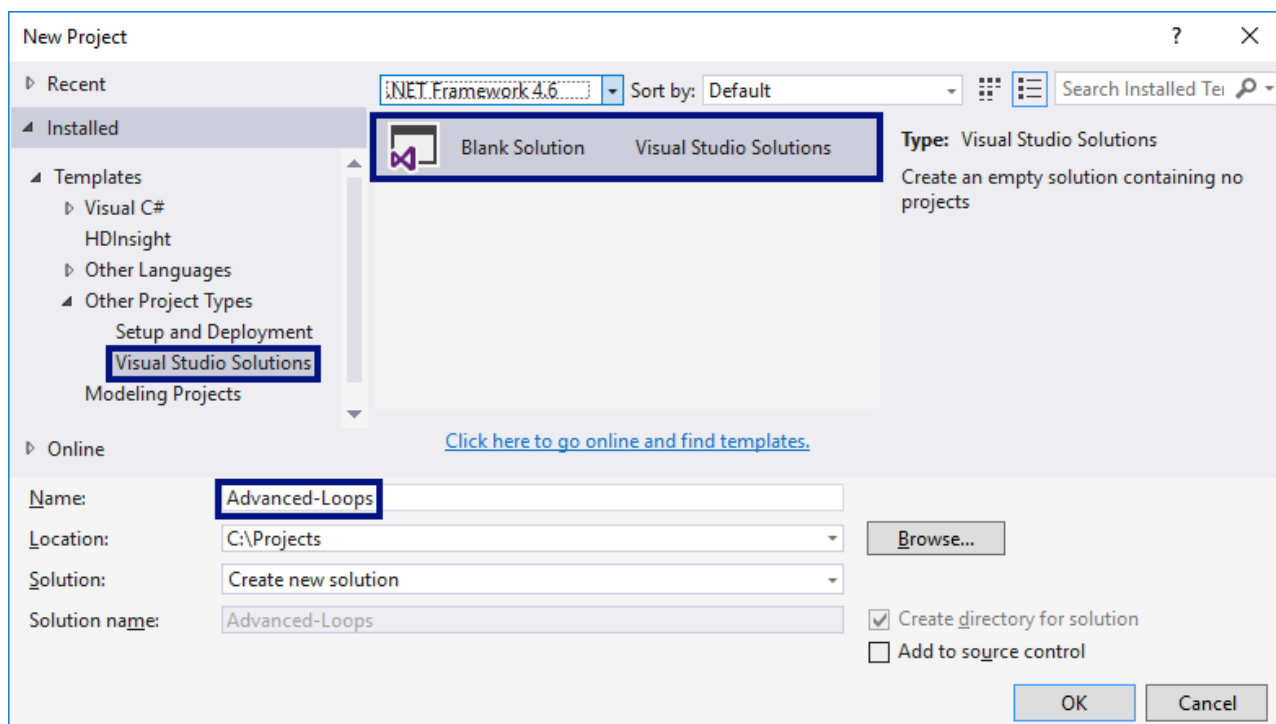 New Project
?
Recent
.NET Framework 4.6
Sort by: Default
Search Installed Te
Installed
Templates
Visual C#
HDInsight
Other Languages
Other Project Types
Setup and Deployment
Visual Studio Solutions
Modeling Projects
Online
Blank Solution
Visual Studio Solutions
Click here to go online and find templates.
Type: Visual Studio Solutions
Create an empty solution containing no
projects
Name: Advanced-Loops
Location: C:\Projects
Browse...
Solution: Create new solution
Solution name: Advanced-Loops
Create directory for solution
Add to source control
OK
Cancel